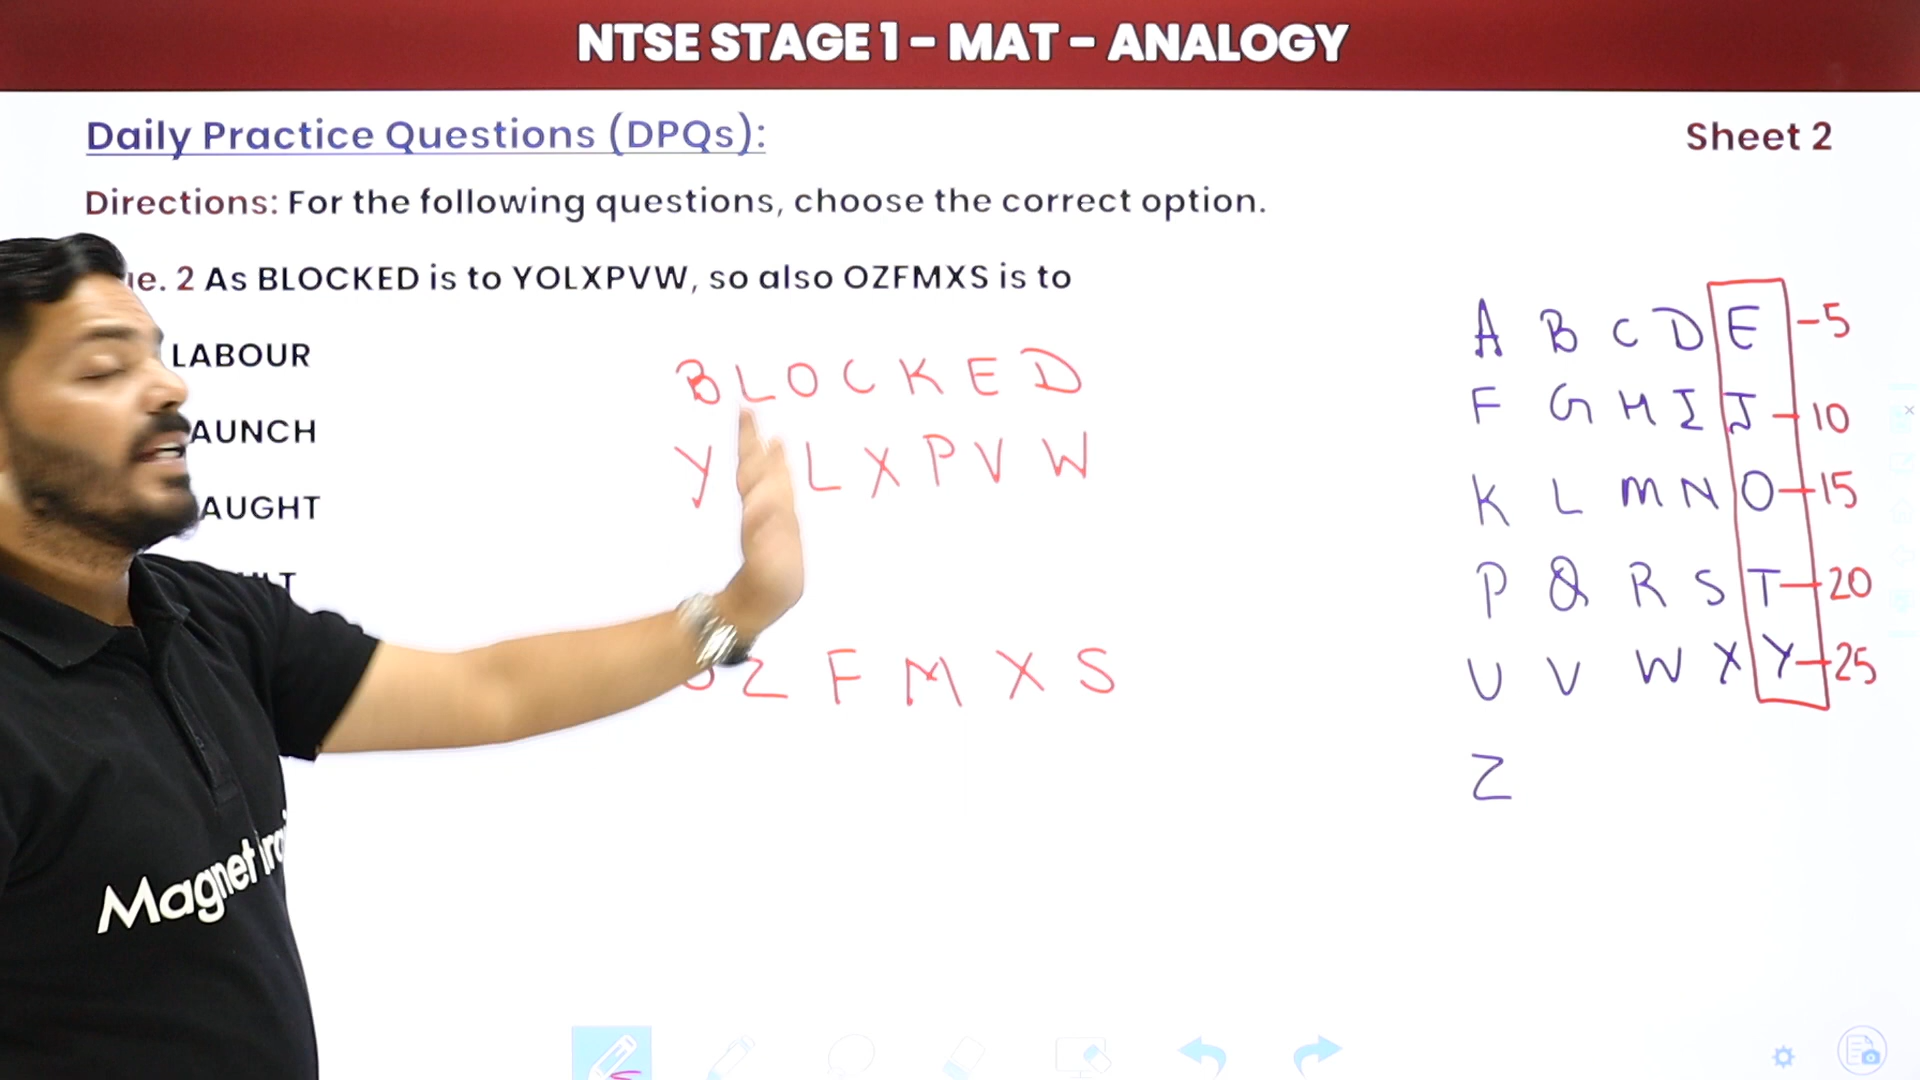 NTSE STAGE 1 - MAT - ANALOGY
Daily Practice Questions (DPQs):
Sheet 2
Directions: For the following questions, choose the correct option.
e. 2 As BLOCKED is to YOLXPVW, so also OZFMXS is to
LABOUR
AUNCH
AUGHT
B L O C K E D
Y L X P V W
Z F M X S
A B C D E -5
F G H I J - 10
K L M N O - 15
P Q R S T - 20
U V W X Y - 25
Z
Magnet